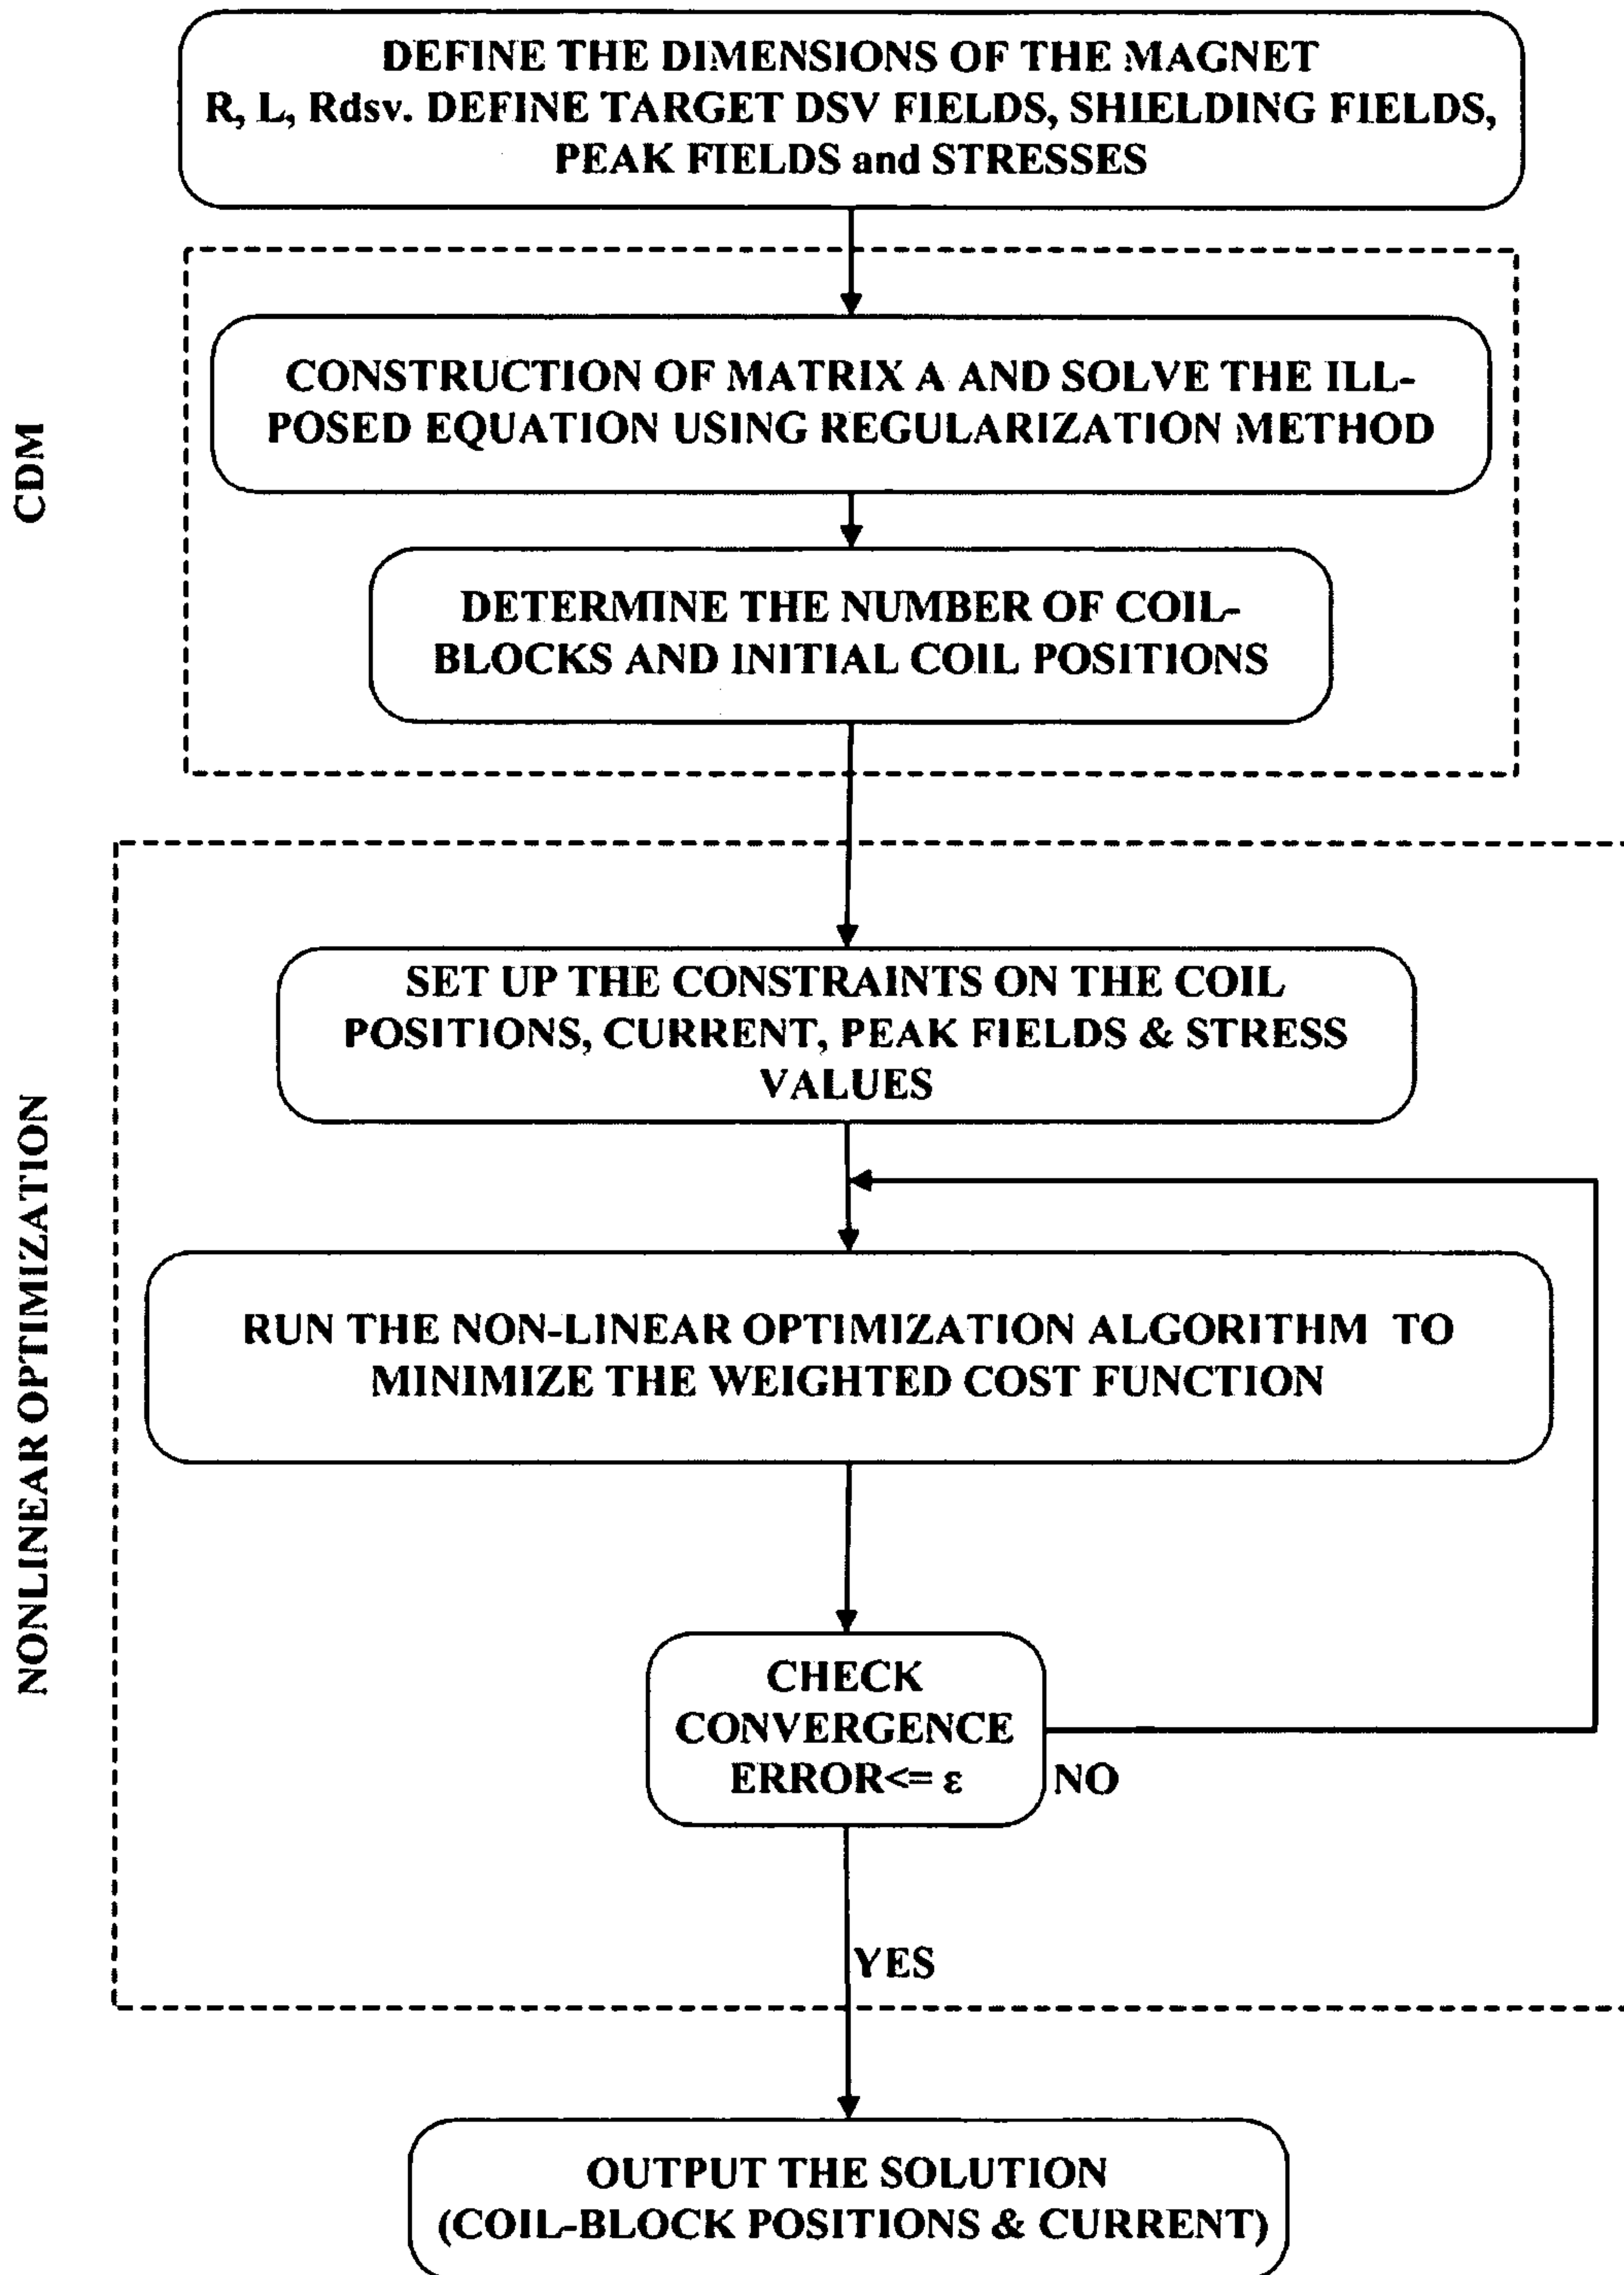 DEFINE THE DIMENSIONS OF THE MAGNET
R, L, Rdsv. DEFINE TARGET DSV FIELDS, SHIELDING FIELDS,
PEAK FIELDS and STRESSES
CDM
CONSTRUCTION OF MATRIX A AND SOLVE THE ILL-
POSED EQUATION USING REGULARIZATION METHOD
DETERMINE THE NUMBER OF COIL-
BLOCKS AND INITIAL COIL POSITIONS
NONLINEAR OPTIMIZATION
SET UP THE CONSTRAINTS ON THE COIL
POSITIONS, CURRENT, PEAK FIELDS & STRESS
VALUES
RUN THE NON-LINEAR OPTIMIZATION ALGORITHM TO
MINIMIZE THE WEIGHTED COST FUNCTION
CHECK
CONVERGENCE
ERROR<= ε
NO
YES
OUTPUT THE SOLUTION
(COIL-BLOCK POSITIONS & CURRENT)